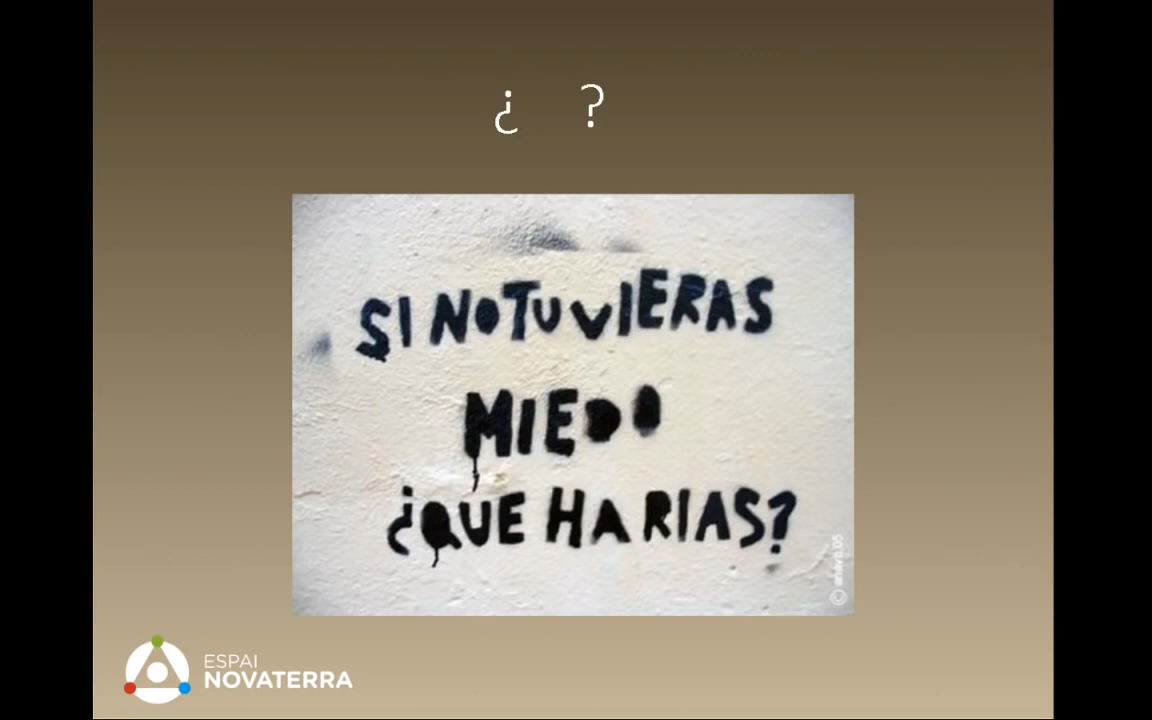 ¿ ?
SI NO TUVIERAS
MIEDO
¿QUE HARIAS?
ESPAI
NOVATERRA